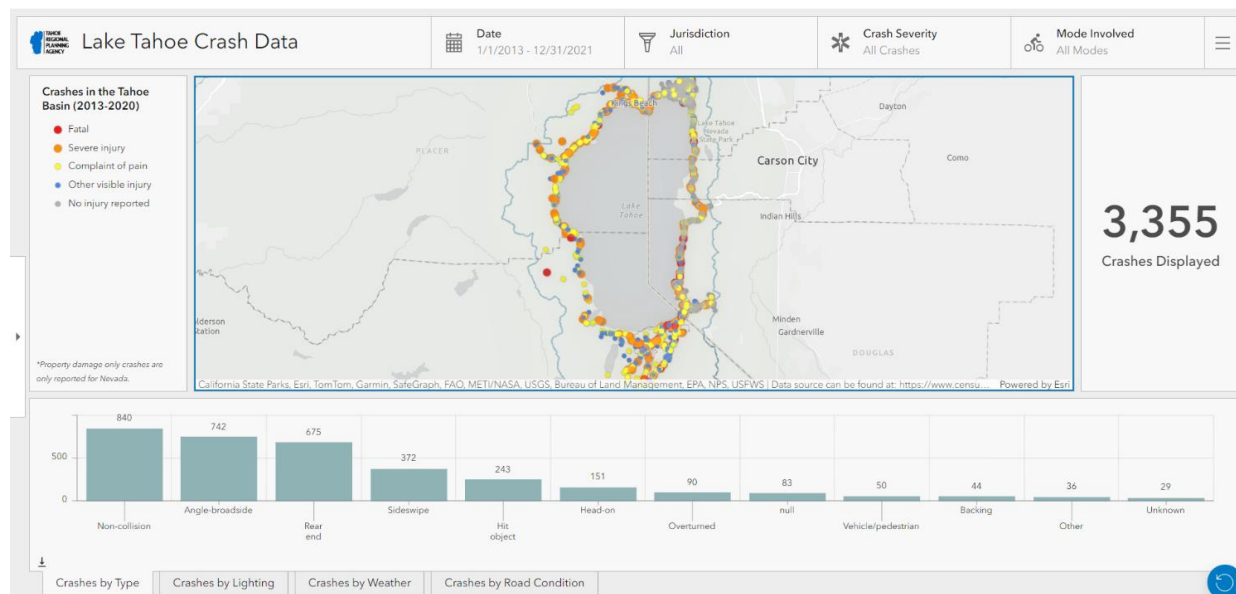 TAHOE
REGIONAL
PLANNING
AGENCY
Lake Tahoe Crash Data
Date
1/1/2013 - 12/31/2021
Jurisdiction
All
Crash Severity
All Crashes
Mode Involved
All Modes
Crashes in the Tahoe
Basin (2013-2020)
Fatal
Severe injury
Complaint of pain
Other visible injury
No injury reported
*Property damage only crashes are
only reported for Nevada.
Kings Beach
Dayton
Lake Tahoe
Nevada
State Park
PLACER
Carson City
Como
Lake
Tahoe
Indian Hills
Minden
Gardnerville
DOUGLAS
California State Parks, Esri, TomTom, Garmin, SafeGraph, FAO, METI/NASA, USGS, Bureau of Land Management, EPA, NPS, USFWS | Data source can be found at: https://www.censu...
Powered by Esri
3,355
Crashes Displayed
840
742
675
372
243
151
90
83
50
44
36
29
500
0
Non-collision
Angle-broadside
Rear
end
Sideswipe
Hit
object
Head-on
Overturned
null
Vehicle/pedestrian
Backing
Other
Unknown
Crashes by Type
Crashes by Lighting
Crashes by Weather
Crashes by Road Condition